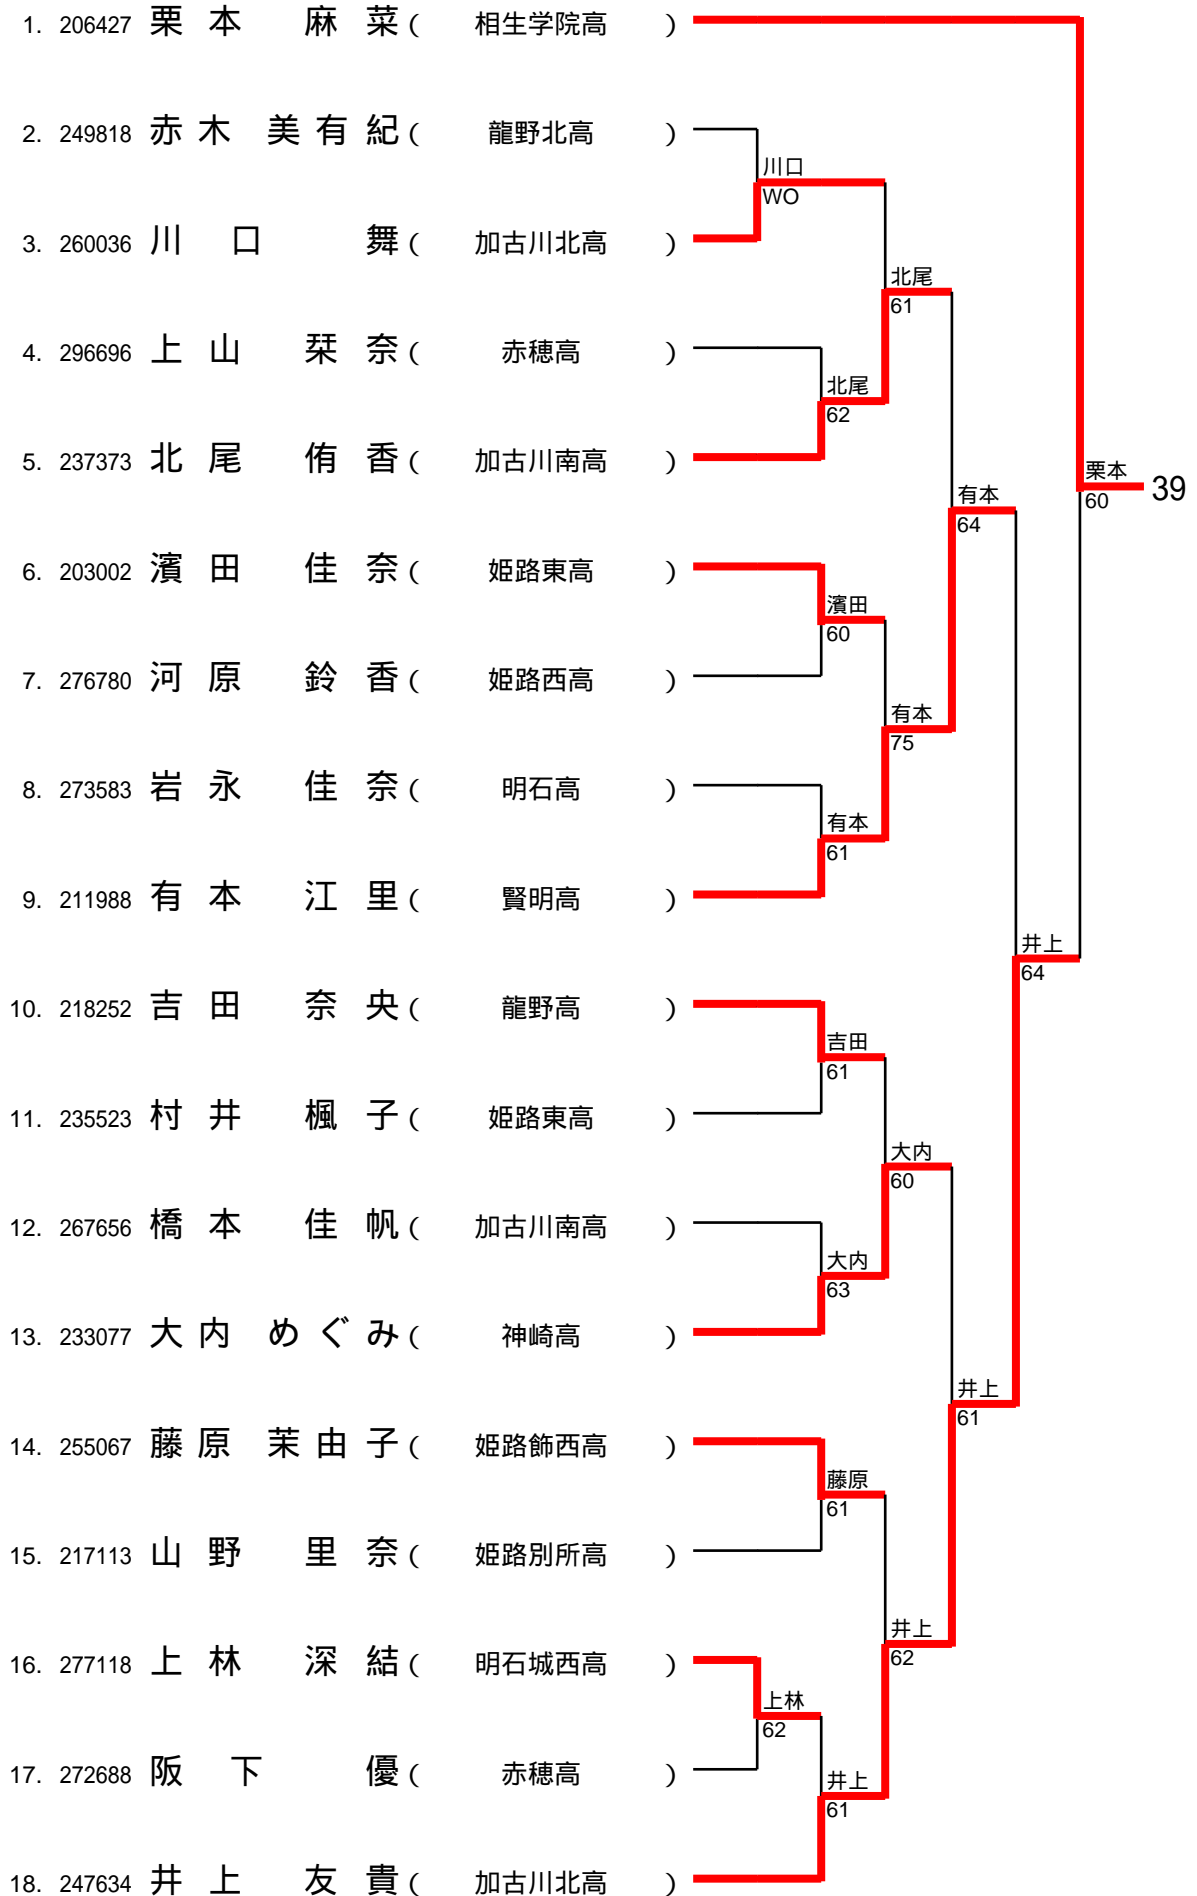 1. 206427 栗本 麻菜( 相生学院高 )
2. 249818 赤木 美有紀( 龍野北高 )
川口
WO
3. 260036 川口 舞( 加古川北高 )
北尾
61
4. 296696 上山 栞奈( 赤穂高 )
北尾
62
5. 237373 北尾 侑香( 加古川南高 )
栗本
60
39
有本
64
6. 203002 濱田 佳奈( 姫路東高 )
濱田
60
7. 276780 河原 鈴香( 姫路西高 )
有本
75
8. 273583 岩永 佳奈( 明石高 )
有本
61
9. 211988 有本 江里( 賢明高 )
井上
64
10. 218252 吉田 奈央( 龍野高 )
吉田
61
11. 235523 村井 楓子( 姫路東高 )
大内
60
12. 267656 橋本 佳帆( 加古川南高 )
大内
63
13. 233077 大内 めぐみ( 神崎高 )
井上
61
14. 255067 藤原 茉由子( 姫路飾西高 )
藤原
61
15. 217113 山野 里奈( 姫路別所高 )
井上
62
16. 277118 上林 深結( 明石城西高 )
上林
62
17. 272688 阪下 優( 赤穂高 )
井上
61
18. 247634 井上 友貴( 加古川北高 )